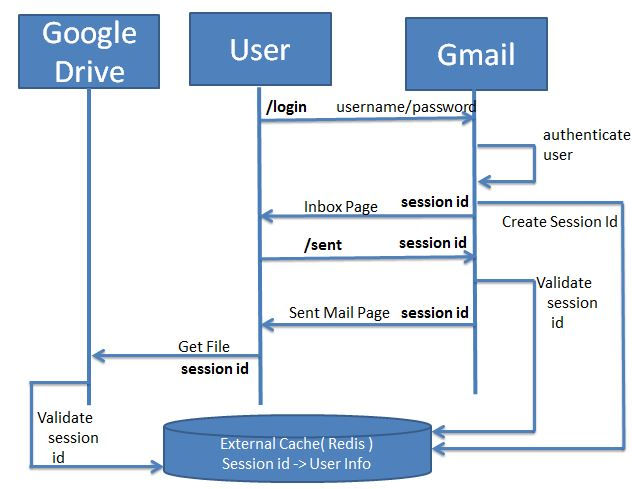 Google
Drive
User
Gmail
/login username/password
authenticate
user
Inbox Page session id
Create Session Id
/sent session id
Validate
session
id
Sent Mail Page session id
Get File
session id
Validate
session
id
External Cache( Redis )
Session id -> User Info